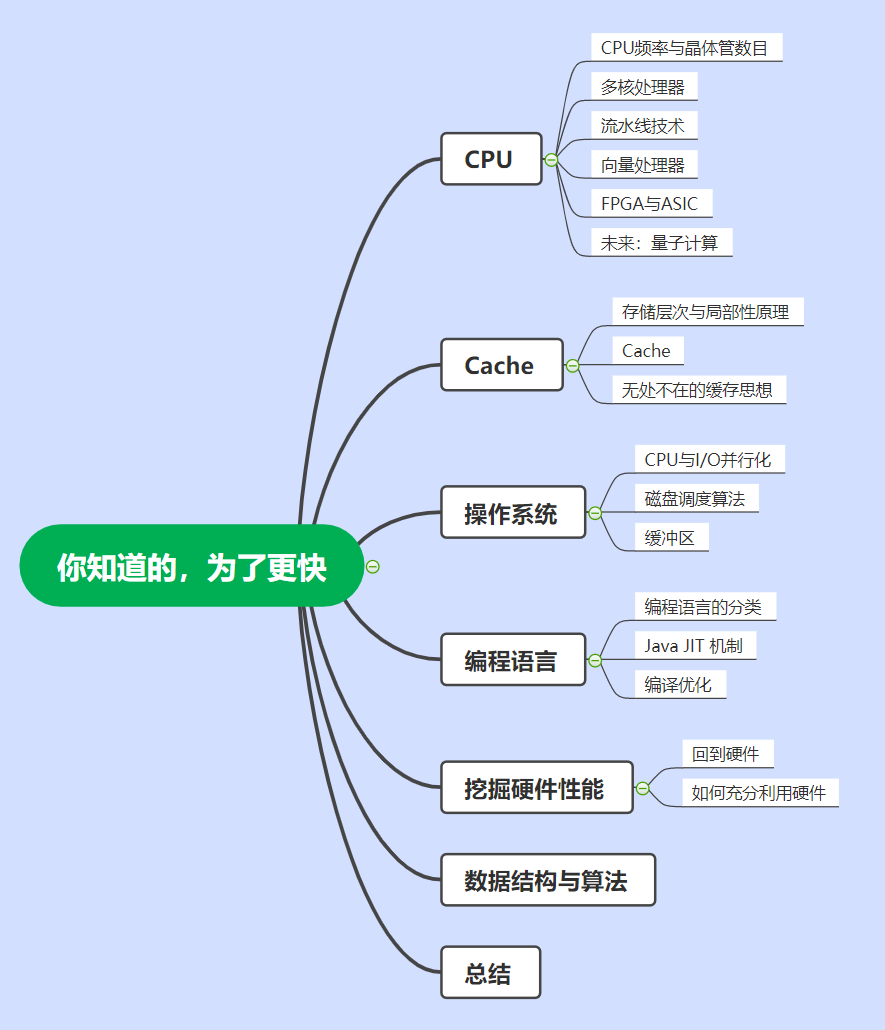 你知道的，为了更快
CPU
CPU频率与晶体管数目
多核处理器
流水线技术
向量处理器
FPGA与ASIC
未来：量子计算
Cache
存储层次与局部性原理
Cache
无处不在的缓存思想
操作系统
CPU与I/O并行化
磁盘调度算法
缓冲区
编程语言
编程语言的分类
Java JIT 机制
编译优化
挖掘硬件性能
回到硬件
如何充分利用硬件
数据结构与算法
总结